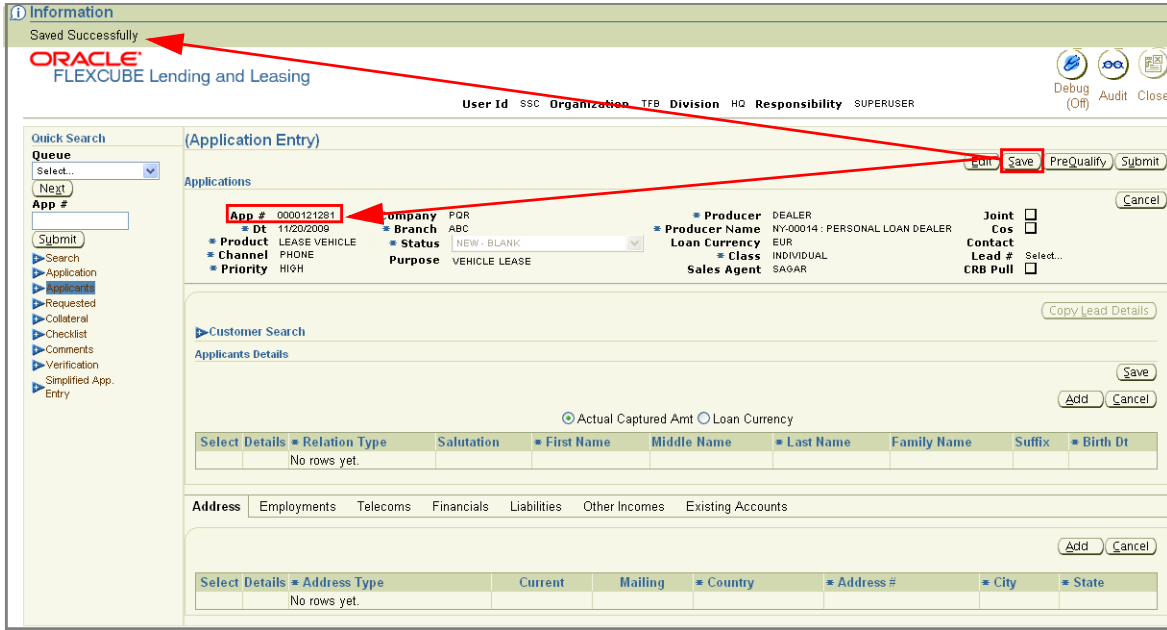 Information
Saved Successfully
ORACLE®
FLEXCUBE Lending and Leasing
Debug (Off) Audit Close
User Id SSC Organization TFB Division HQ Responsibility SUPERUSER
Quick Search
Queue
Select...
Next
App #
Submit
Search
Application
Applicants
Requested
Collateral
Checklist
Comments
Verification
Simplified App. Entry
(Application Entry)
Edit Save PreQualify Submit
Applications
Cancel
App # 0000121281 Company PQR * Producer DEALER Joint
* Dt 11/20/2009 * Branch ABC * Producer Name NY-00014 : PERSONAL LOAN DEALER Cos
* Product LEASE VEHICLE * Status NEW - BLANK Loan Currency EUR Contact
* Channel PHONE Purpose VEHICLE LEASE * Class INDIVIDUAL Lead # Select...
* Priority HIGH Sales Agent SAGAR CRB Pull
Copy Lead Details
Customer Search
Applicants Details
Save
Add Cancel
Actual Captured Amt Loan Currency
Select Details * Relation Type Salutation * First Name Middle Name * Last Name Family Name Suffix * Birth Dt
No rows yet.
Address Employments Telecoms Financials Liabilities Other Incomes Existing Accounts
Add Cancel
Select Details * Address Type Current Mailing * Country * Address # * City * State
No rows yet.